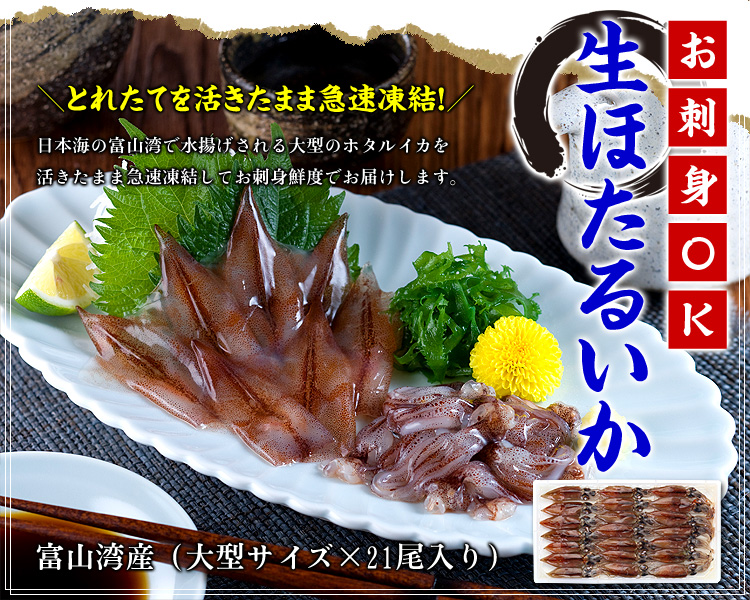 お刺身OK
生ほたるいか
＼とれたてを活きたまま急速凍結!／
日本海の富山湾で水揚げされる大型のホタルイカを
活きたまま急速凍結してお刺身鮮度でお届けします。
富山湾産（大型サイズ×21尾入り）